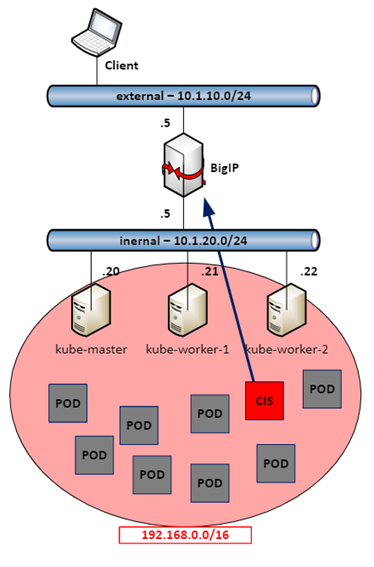 Client
external – 10.1.10.0/24
.5
BigIP
.5
inernal – 10.1.20.0/24
.20
.21
.22
kube-master
kube-worker-1
kube-worker-2
POD
POD
POD
CIS
POD
POD
POD
POD
POD
192.168.0.0/16